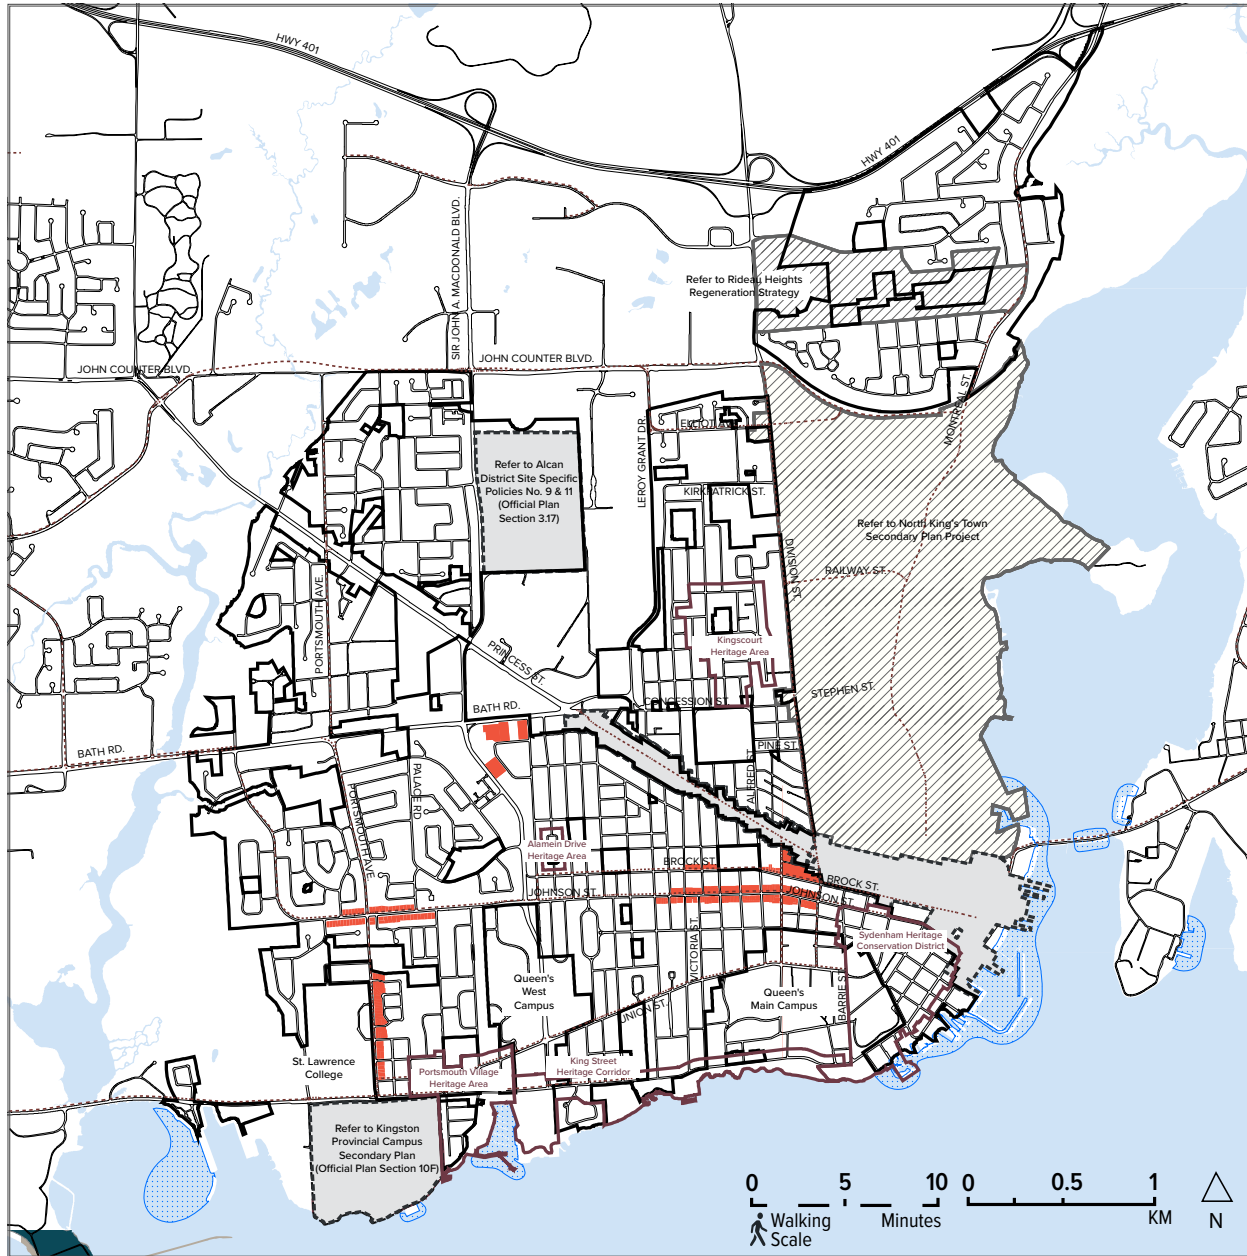 HWY 401
HWY 401
SIR JOHN A. MACDONALD BLVD.
Refer to Rideau Heights
Regeneration Strategy
JOHN COUNTER BLVD.
JOHN COUNTER BLVD.
MONTREAL ST.
LEROY GRANT DR.
Refer to Alcan
District Site Specific
Policies No. 9 & 11
(Official Plan
Section 3.17)
KIRKPATRICK ST.
Refer to North King's Town
Secondary Plan Project
DIVISION ST.
RAILWAY ST.
PORTSMOUTH AVE.
Kingscourt
Heritage Area
PRINCESS ST.
STEPHEN ST.
CONCESSION ST.
BATH RD.
BATH RD.
PINE ST.
ALFRED ST.
PALACE RD.
PORTSMOUTH AVE.
Alamein Drive
Heritage Area
BROCK ST.
BROCK ST.
JOHNSON ST.
JOHNSON ST.
VICTORIA ST.
Sydenham Heritage
Conservation District
Queen's
West
Campus
Queen's
Main Campus
BARRIE ST.
UNION ST.
St. Lawrence
College
Portsmouth Village
Heritage Area
King Street
Heritage Corridor
Refer to Kingston
Provincial Campus
Secondary Plan
(Official Plan Section 10F)
0 5 10 0 0.5 1
Walking
Scale
Minutes
KM
N